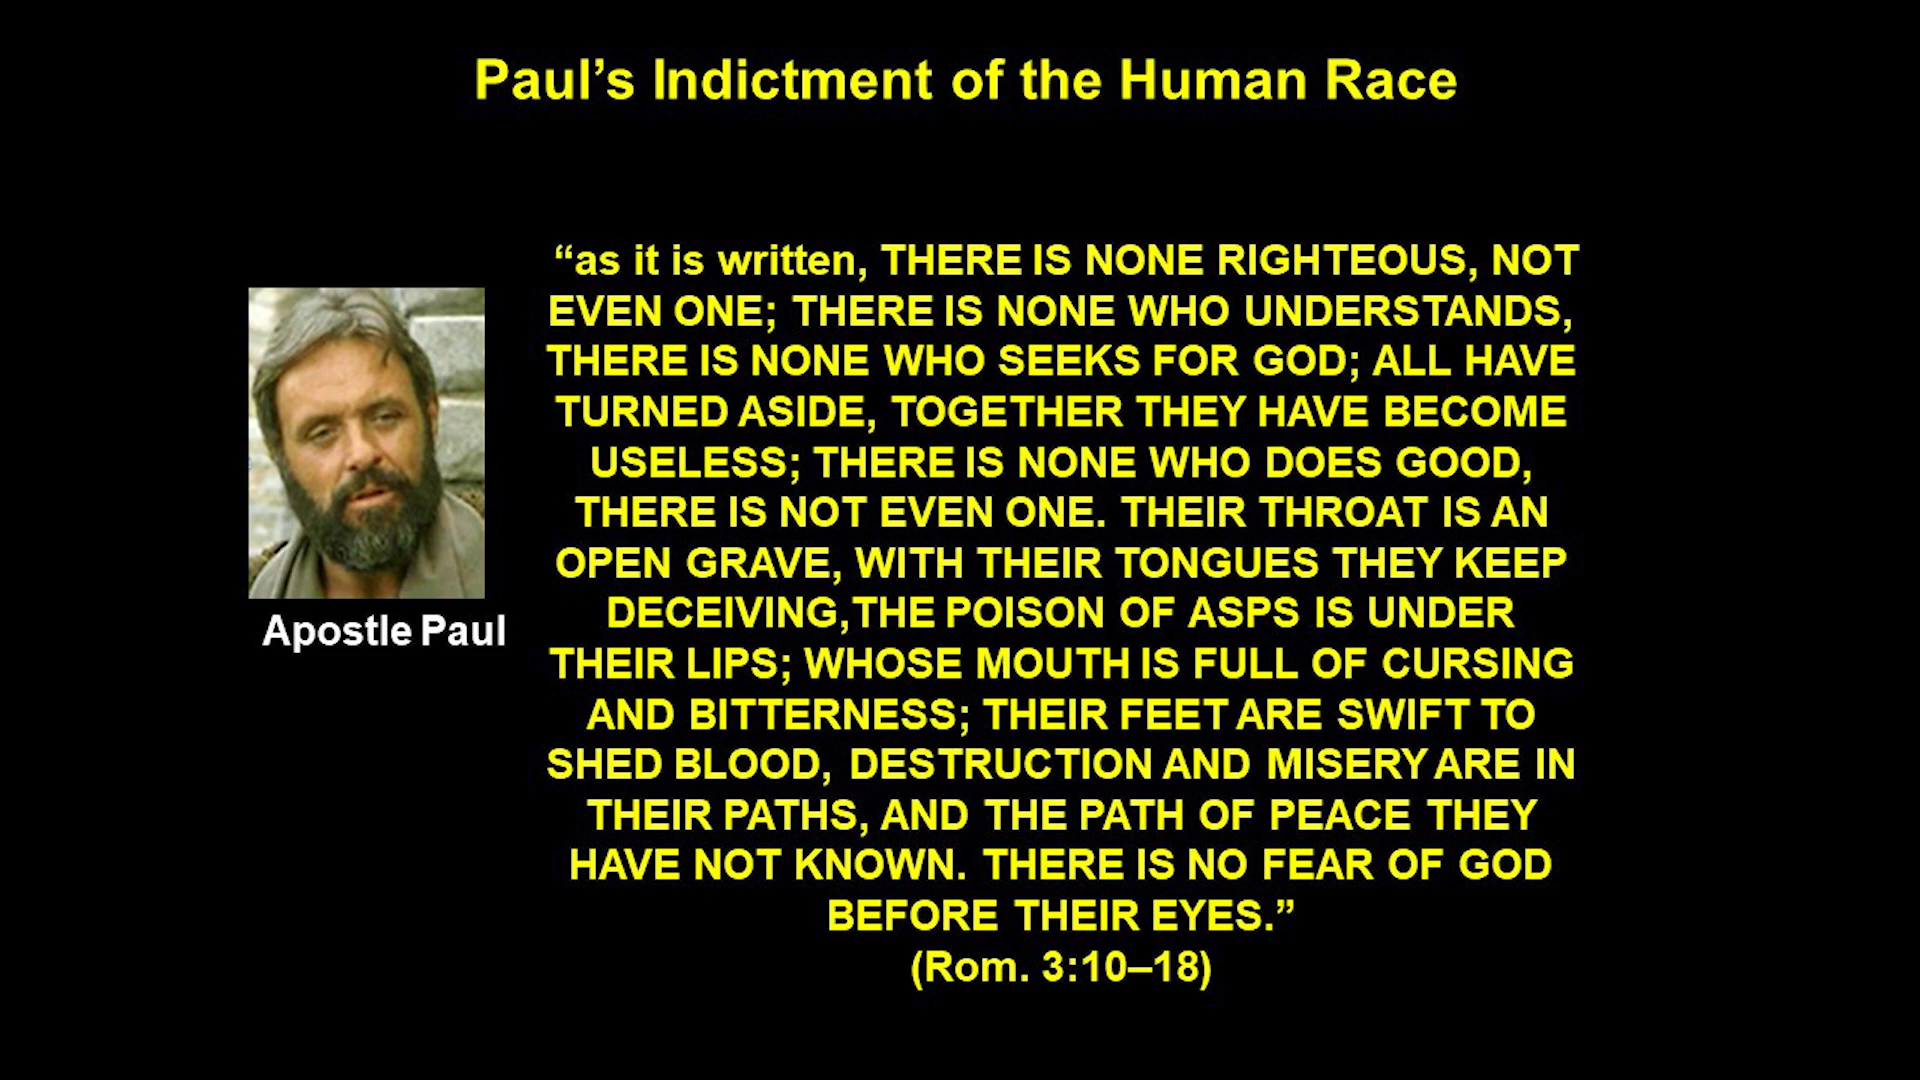 Paul’s Indictment of the Human Race
“as it is written, THERE IS NONE RIGHTEOUS, NOT
EVEN ONE; THERE IS NONE WHO UNDERSTANDS,
THERE IS NONE WHO SEEKS FOR GOD; ALL HAVE
TURNED ASIDE, TOGETHER THEY HAVE BECOME
USELESS; THERE IS NONE WHO DOES GOOD,
THERE IS NOT EVEN ONE. THEIR THROAT IS AN
OPEN GRAVE, WITH THEIR TONGUES THEY KEEP
DECEIVING,THE POISON OF ASPS IS UNDER
THEIR LIPS; WHOSE MOUTH IS FULL OF CURSING
AND BITTERNESS; THEIR FEET ARE SWIFT TO
SHED BLOOD, DESTRUCTION AND MISERY ARE IN
THEIR PATHS, AND THE PATH OF PEACE THEY
HAVE NOT KNOWN. THERE IS NO FEAR OF GOD
BEFORE THEIR EYES.”
(Rom. 3:10–18)
Apostle Paul